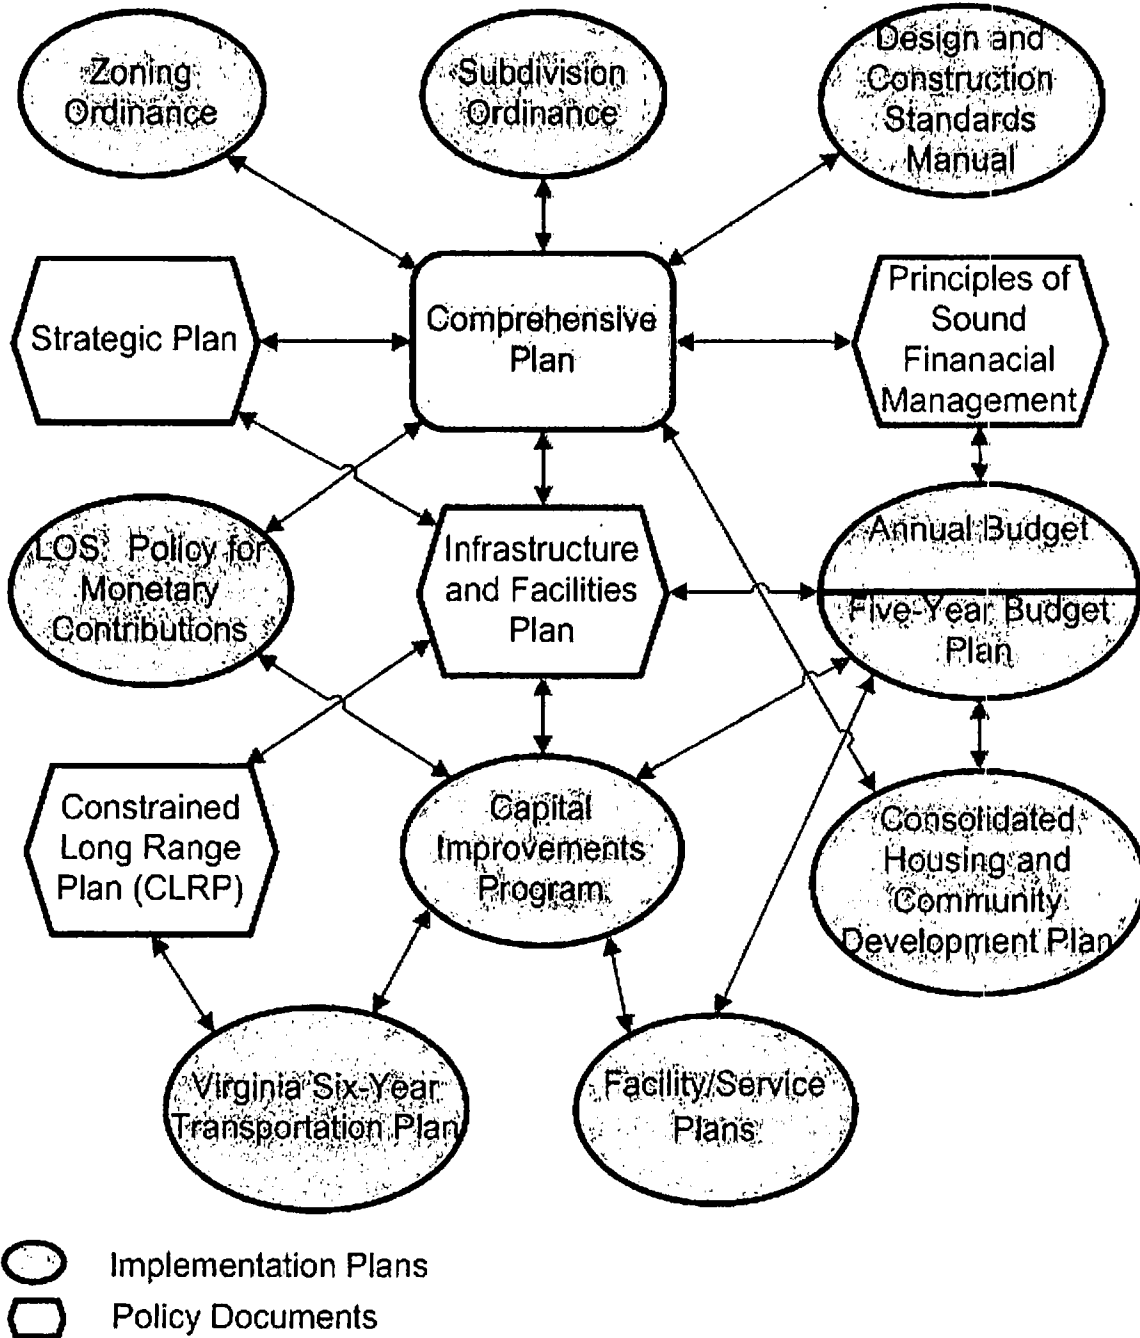 Zoning
Ordinance
Subdivision
Ordinance
Design and
Construction
Standards
Manual
Strategic Plan
Comprehensive
Plan
Principles of
Sound
Finanacial
Management
LOS: Policy for
Monetary
Contributions
Infrastructure
and Facilities
Plan
Annual Budget
Five-Year Budget
Plan
Constrained
Long Range
Plan (CLRP)
Capital
Improvements
Program
Consolidated
Housing and
Community
Development Plan
Virginia Six-Year
Transportation Plan
Facility/Service
Plans
Implementation Plans
Policy Documents